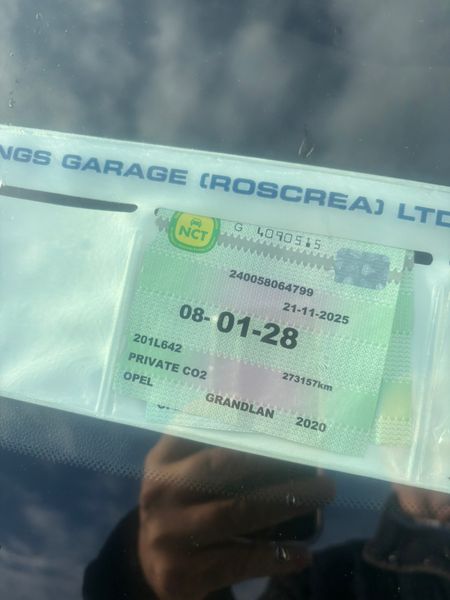 NGS GARAGE (ROSCREA) LTD
NCT
G 4090515
240058064799
21-11-2025
08-01-28
201L642
PRIVATE CO2
273157km
OPEL
GRANDLAN
2020